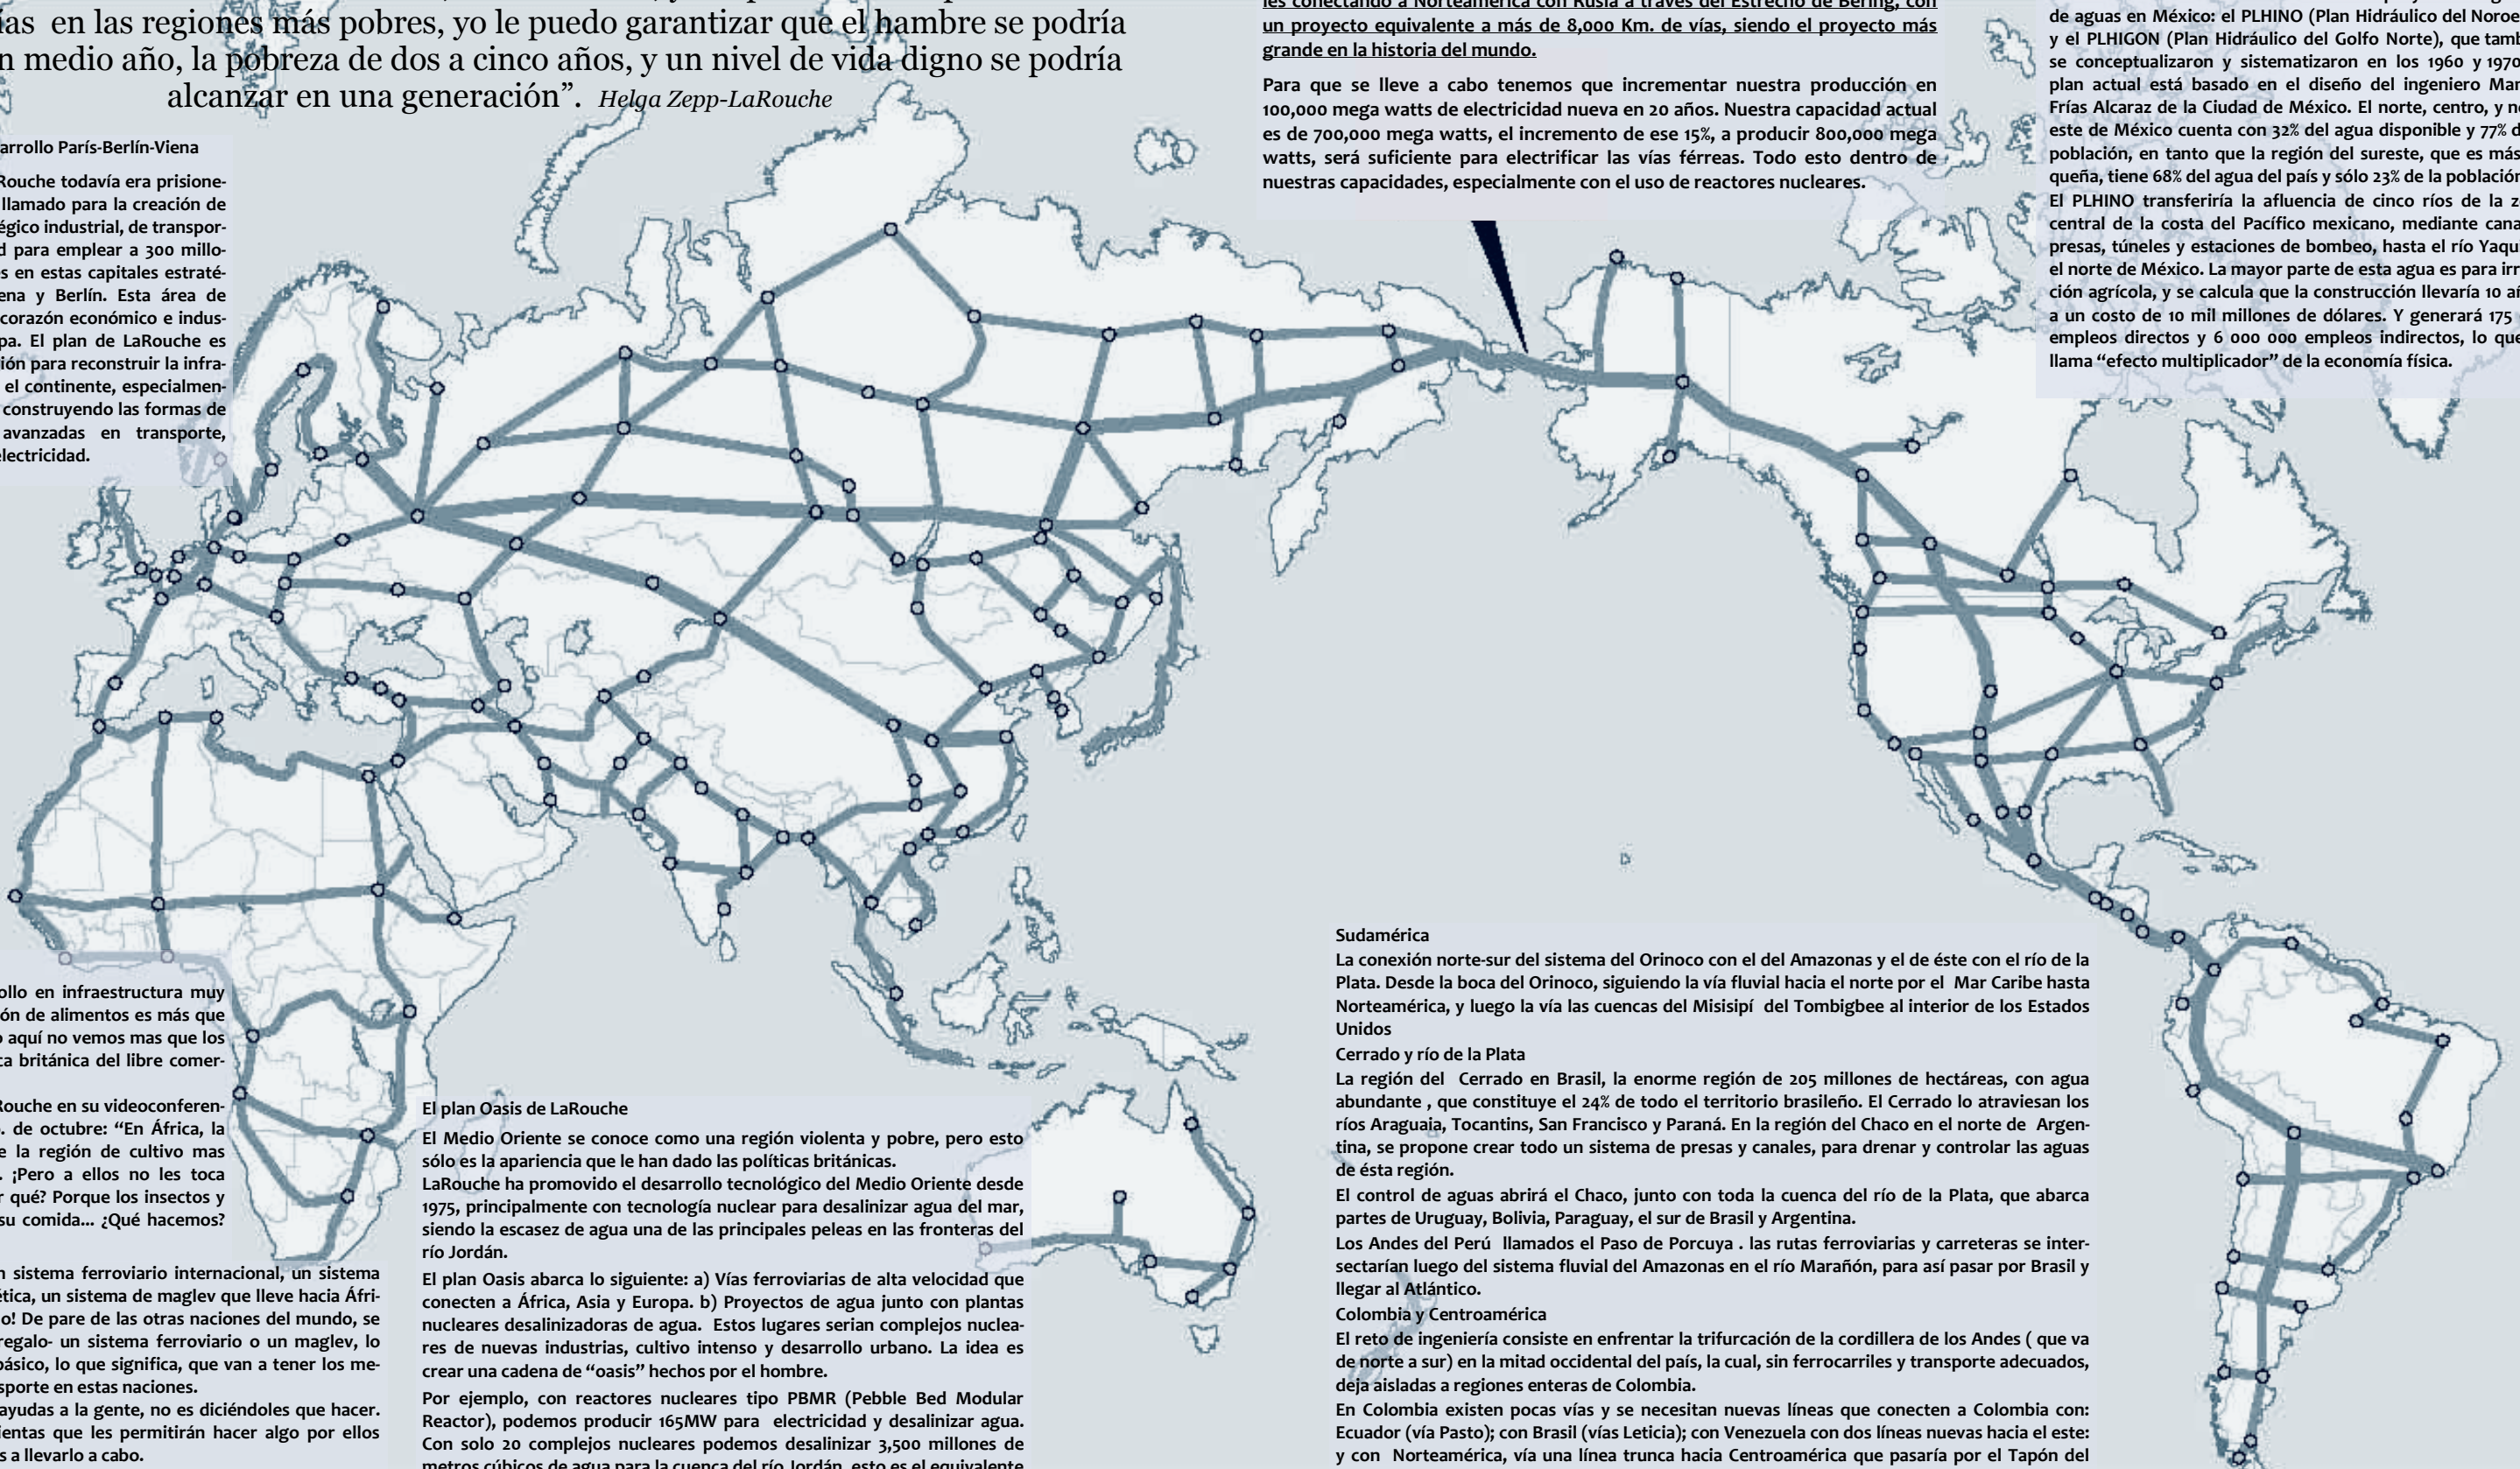 ías en las regiones más pobres, yo le puedo garantizar que el hambre se podría
n medio año, la pobreza de dos a cinco años, y un nivel de vida digno se podría
alcanzar en una generación”. Helga Zepp-LaRouche
arrollo París-Berlín-Viena
Rouche todavía era prisione-
llamado para la creación de
égico industrial, de transpor-
d para emplear a 300 millo-
es en estas capitales estraté-
ena y Berlín. Esta área de
corazón económico e indus-
pa. El plan de LaRouche es
ión para reconstruir la infra-
el continente, especialmen-
construyendo las formas de
avanzadas en transporte,
electricidad.
les conectando a Norteamérica con Rusia a través del Estrecho de Bering, con
un proyecto equivalente a más de 8,000 Km. de vías, siendo el proyecto más
grande en la historia del mundo.
Para que se lleve a cabo tenemos que incrementar nuestra producción en
100,000 mega watts de electricidad nueva en 20 años. Nuestra capacidad actual
es de 700,000 mega watts, el incremento de ese 15%, a producir 800,000 mega
watts, será suficiente para electrificar las vías férreas. Todo esto dentro de
nuestras capacidades, especialmente con el uso de reactores nucleares.
de aguas en México: el PLHINO (Plan Hidráulico del Noroe
y el PLHIGON (Plan Hidráulico del Golfo Norte), que tamb
se conceptualizaron y sistematizaron en los 1960 y 1970
plan actual está basado en el diseño del ingeniero Man
Frías Alcaraz de la Ciudad de México. El norte, centro, y no
este de México cuenta con 32% del agua disponible y 77% d
población, en tanto que la región del sureste, que es más
queña, tiene 68% del agua del país y sólo 23% de la población
El PLHINO transferiría la afluencia de cinco ríos de la zo
central de la costa del Pacífico mexicano, mediante cana
presas, túneles y estaciones de bombeo, hasta el río Yaqui
el norte de México. La mayor parte de esta agua es para irr
ción agrícola, y se calcula que la construcción llevaría 10 añ
a un costo de 10 mil millones de dólares. Y generará 175
empleos directos y 6 000 000 empleos indirectos, lo que
llama “efecto multiplicador” de la economía física.
ollo en infraestructura muy
ón de alimentos es más que
o aquí no vemos mas que los
ca británica del libre comer-
Rouche en su videoconferen-
. de octubre: “En África, la
e la región de cultivo mas
. ¡Pero a ellos no les toca
r qué? Porque los insectos y
su comida... ¿Qué hacemos?
n sistema ferroviario internacional, un sistema
ética, un sistema de maglev que lleve hacia Áfri-
o! De pare de las otras naciones del mundo, se
regalo- un sistema ferroviario o un maglev, lo
básico, lo que significa, que van a tener los me-
sporte en estas naciones.
ayudas a la gente, no es diciéndoles que hacer.
ientas que les permitirán hacer algo por ellos
s a llevarlo a cabo.
El plan Oasis de LaRouche
El Medio Oriente se conoce como una región violenta y pobre, pero esto
sólo es la apariencia que le han dado las políticas británicas.
LaRouche ha promovido el desarrollo tecnológico del Medio Oriente desde
1975, principalmente con tecnología nuclear para desalinizar agua del mar,
siendo la escasez de agua una de las principales peleas en las fronteras del
río Jordán.
El plan Oasis abarca lo siguiente: a) Vías ferroviarias de alta velocidad que
conecten a África, Asia y Europa. b) Proyectos de agua junto con plantas
nucleares desalinizadoras de agua. Estos lugares serian complejos nuclea-
res de nuevas industrias, cultivo intenso y desarrollo urbano. La idea es
crear una cadena de “oasis” hechos por el hombre.
Por ejemplo, con reactores nucleares tipo PBMR (Pebble Bed Modular
Reactor), podemos producir 165MW para electricidad y desalinizar agua.
Con solo 20 complejos nucleares podemos desalinizar 3,500 millones de
metros cúbicos de agua para la cuenca del río Jordán, esto es el equivalente
Sudamérica
La conexión norte-sur del sistema del Orinoco con el del Amazonas y el de éste con el río de la
Plata. Desde la boca del Orinoco, siguiendo la vía fluvial hacia el norte por el Mar Caribe hasta
Norteamérica, y luego la vía las cuencas del Misisipí del Tombigbee al interior de los Estados
Unidos
Cerrado y río de la Plata
La región del Cerrado en Brasil, la enorme región de 205 millones de hectáreas, con agua
abundante , que constituye el 24% de todo el territorio brasileño. El Cerrado lo atraviesan los
ríos Araguaia, Tocantins, San Francisco y Paraná. En la región del Chaco en el norte de Argen-
tina, se propone crear todo un sistema de presas y canales, para drenar y controlar las aguas
de ésta región.
El control de aguas abrirá el Chaco, junto con toda la cuenca del río de la Plata, que abarca
partes de Uruguay, Bolivia, Paraguay, el sur de Brasil y Argentina.
Los Andes del Perú llamados el Paso de Porcuya . las rutas ferroviarias y carreteras se inter-
sectarían luego del sistema fluvial del Amazonas en el río Marañón, para así pasar por Brasil y
llegar al Atlántico.
Colombia y Centroamérica
El reto de ingeniería consiste en enfrentar la trifurcación de la cordillera de los Andes ( que va
de norte a sur) en la mitad occidental del país, la cual, sin ferrocarriles y transporte adecuados,
deja aisladas a regiones enteras de Colombia.
En Colombia existen pocas vías y se necesitan nuevas líneas que conecten a Colombia con:
Ecuador (vía Pasto); con Brasil (vías Leticia); con Venezuela con dos líneas nuevas hacia el este:
y con Norteamérica, vía una línea trunca hacia Centroamérica que pasaría por el Tapón del